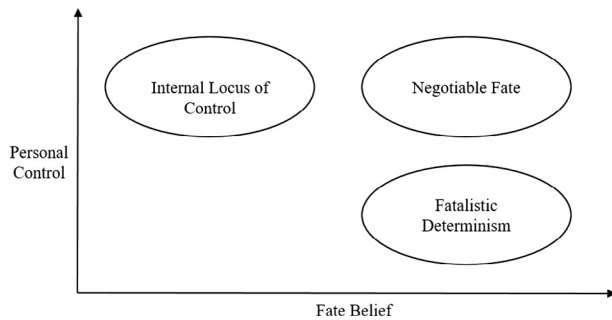 Internal Locus of
Control
Negotiable Fate
Personal
Control
Fatalistic
Determinism
Fate Belief